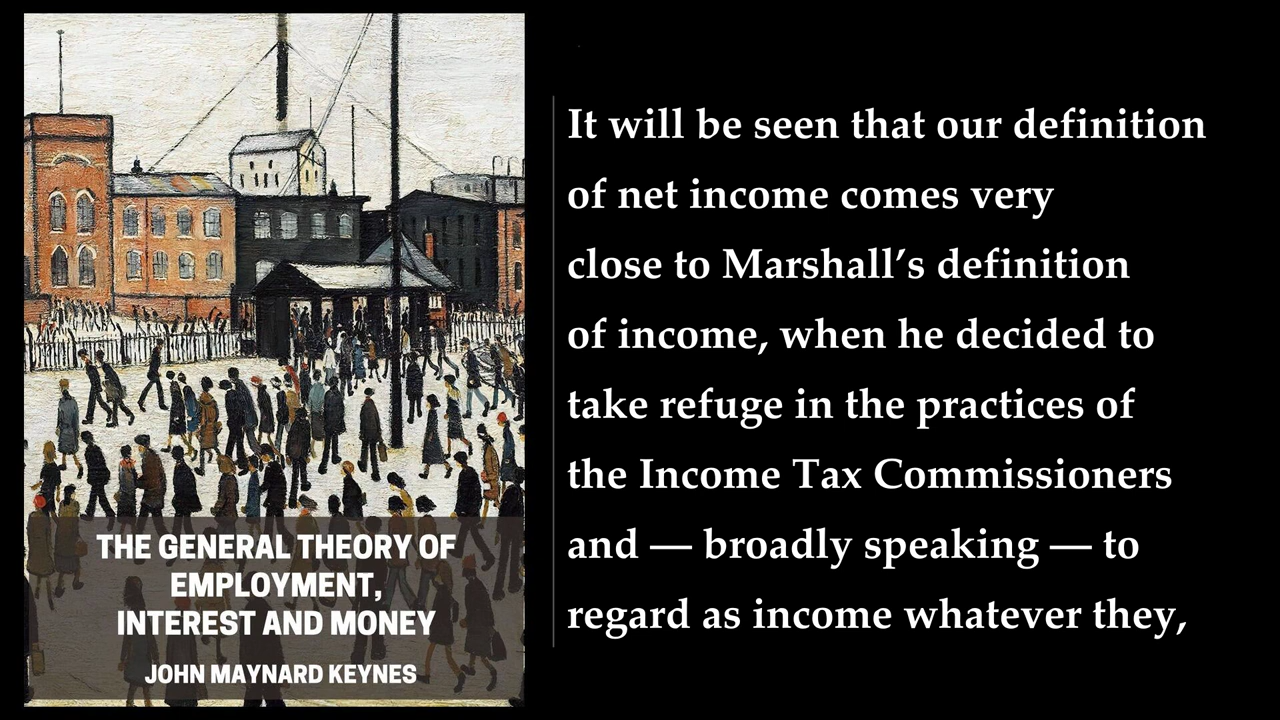 THE GENERAL THEORY OF
EMPLOYMENT,
INTEREST AND MONEY
JOHN MAYNARD KEYNES
It will be seen that our definition
of net income comes very
close to Marshall’s definition
of income, when he decided to
take refuge in the practices of
the Income Tax Commissioners
and — broadly speaking — to
regard as income whatever they,